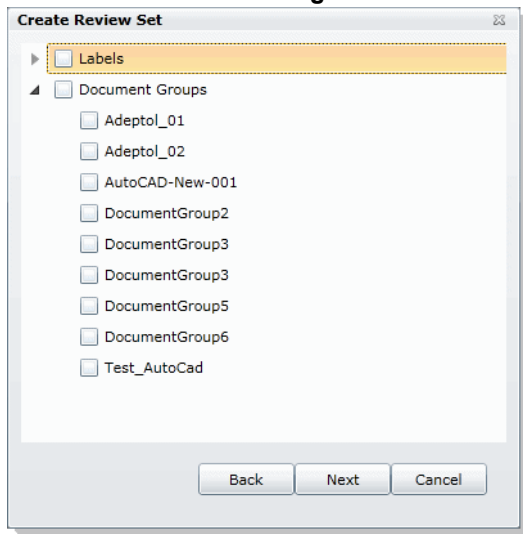 Create Review Set
Labels
Document Groups
Adeptol_01
Adeptol_02
AutoCAD-New-001
DocumentGroup2
DocumentGroup3
DocumentGroup3
DocumentGroup5
DocumentGroup6
Test_AutoCad
Back Next Cancel